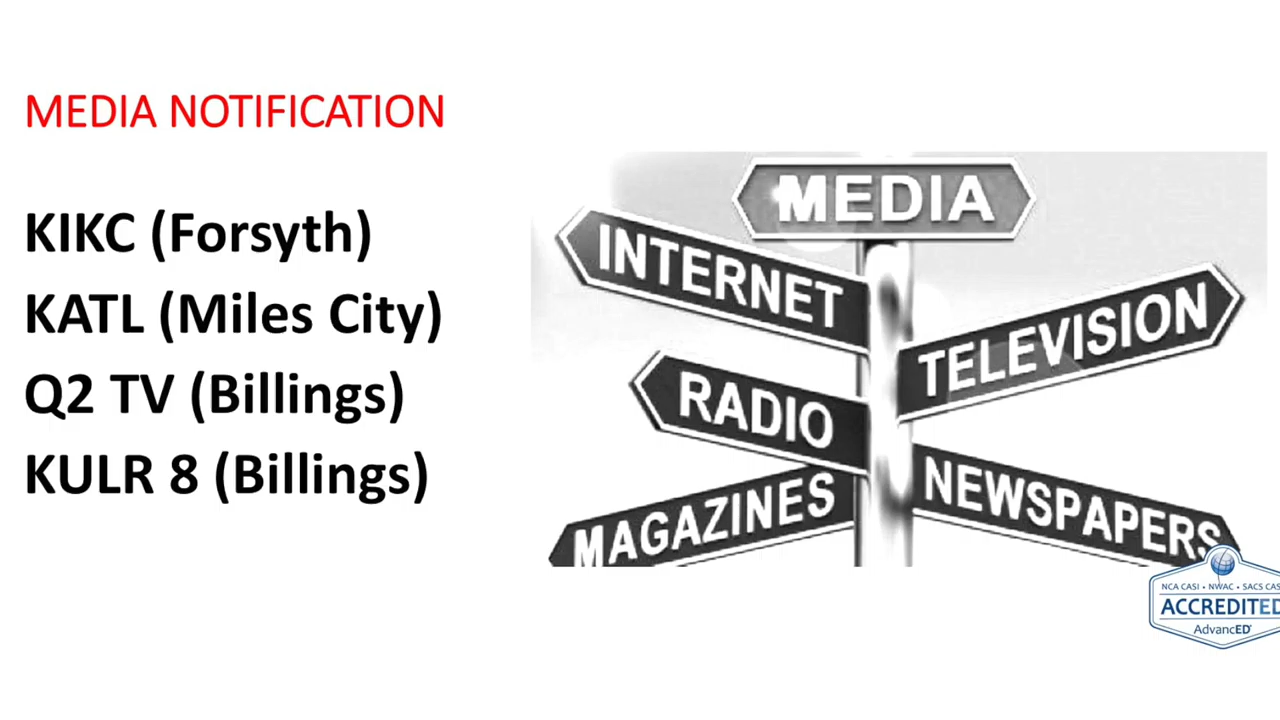 MEDIA NOTIFICATION
KIKC (Forsyth)
KATL (Miles City)
Q2 TV (Billings)
KULR 8 (Billings)
MEDIA
INTERNET
TELEVISION
RADIO
MAGAZINES
NEWSPAPERS
NCA CASI • NWAC • SACS CAS
ACCREDITED
AdvancED